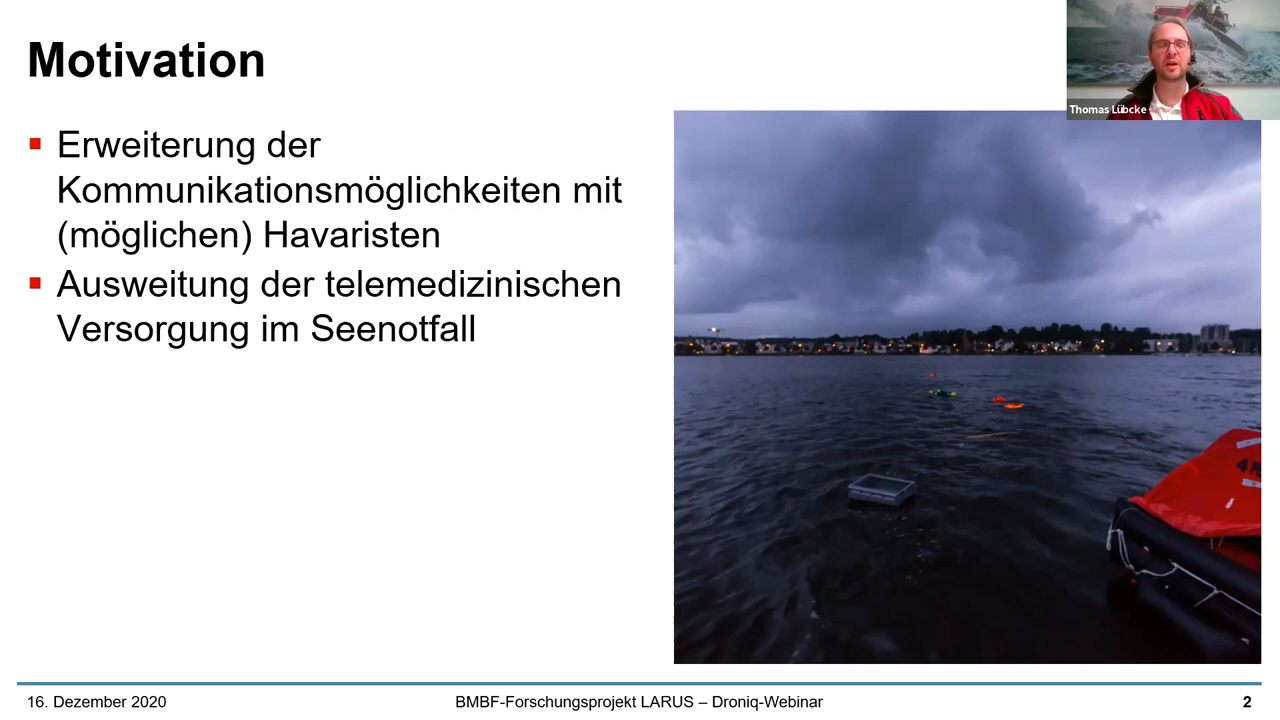 Motivation
Thomas Lübcke
Erweiterung der
Kommunikationsmöglichkeiten mit
(möglichen) Havaristen
Ausweitung der telemedizinischen
Versorgung im Seenotfall
16. Dezember 2020
BMBF-Forschungsprojekt LARUS – Droniq-Webinar
2